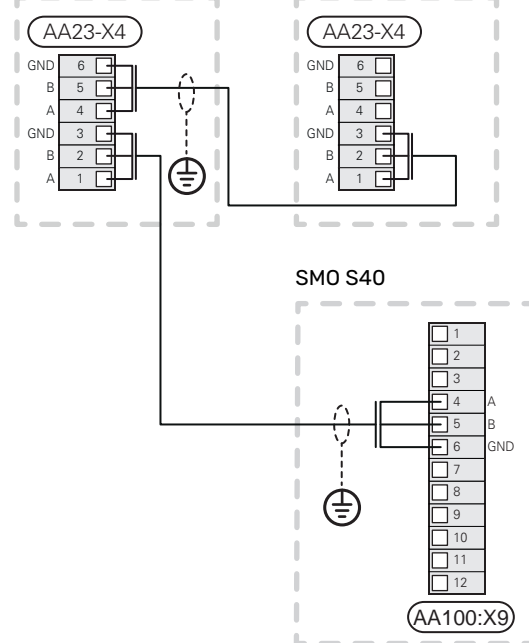 AA23-X4
GND 6
B 5
A 4
GND 3
B 2
A 1
AA23-X4
GND 6
B 5
A 4
GND 3
B 2
A 1
SMO S40
1
2
3
4 A
5 B
6 GND
7
8
9
10
11
12
AA100:X9